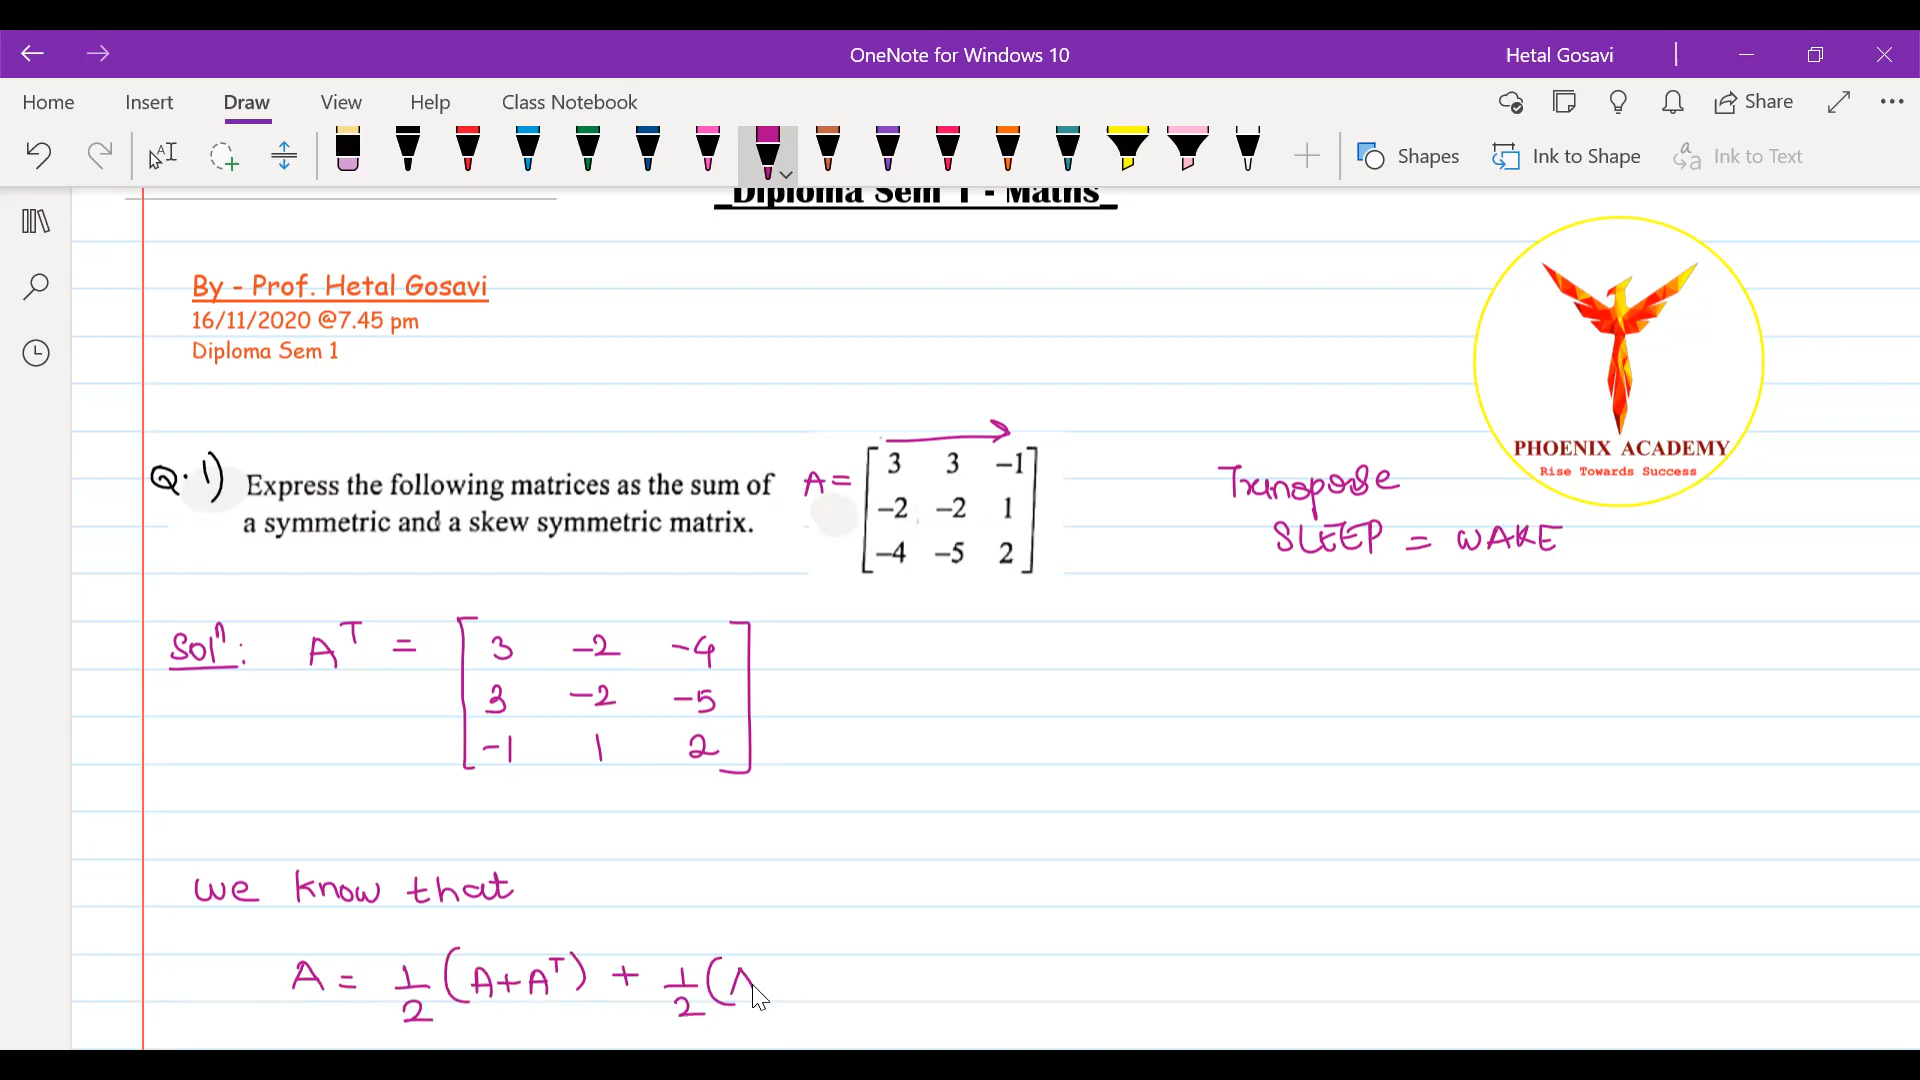 OneNote for Windows 10
Hetal Gosavi
Home Insert Draw View Help Class Notebook
Share
Shapes Ink to Shape Ink to Text
Diploma Sem 1 - Maths
By - Prof. Hetal Gosavi
16/11/2020 @7.45 pm
Diploma Sem 1
PHOENIX ACADEMY
Rise Towards Success
Q.1) Express the following matrices as the sum of
a symmetric and a skew symmetric matrix.
A =
3 3 −1
−2 −2 1
−4 −5 2
Transpose
SLEEP = WAKE
Solⁿ: Aᵀ =
3 -2 -4
3 -2 -5
-1 1 2
we know that
A = 1/2 (A+Aᵀ) + 1/2 (A